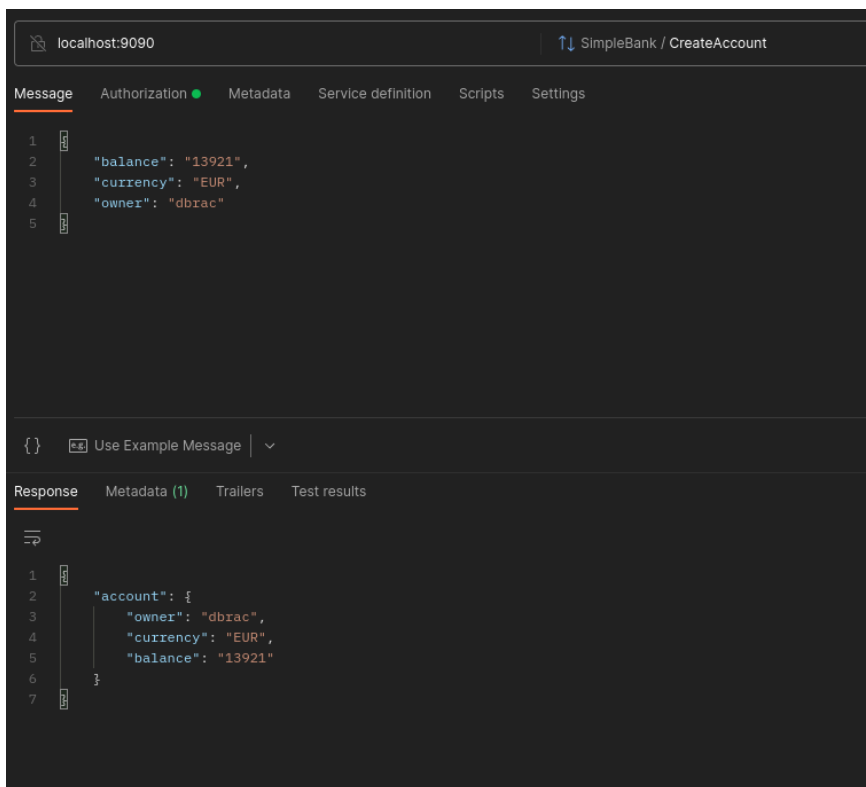 localhost:9090 SimpleBank / CreateAccount
Message Authorization Metadata Service definition Scripts Settings
1 {
2 "balance": "13921",
3 "currency": "EUR",
4 "owner": "dbrac"
5 }
{} e.g. Use Example Message
Response Metadata (1) Trailers Test results
1 {
2 "account": {
3 "owner": "dbrac",
4 "currency": "EUR",
5 "balance": "13921"
6 }
7 }